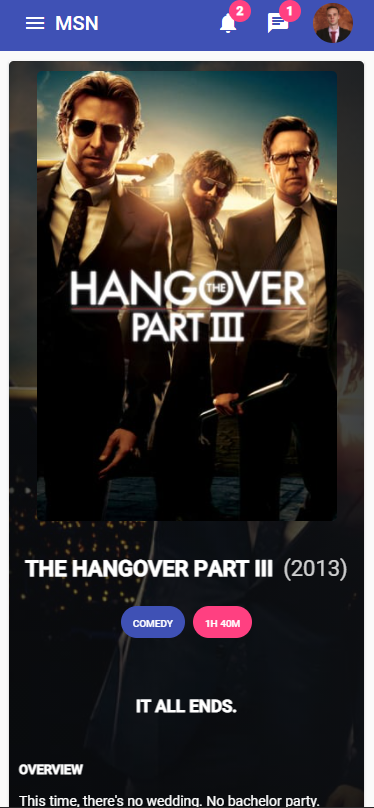 2
1
MSN
THE
HANGOVER
PART III
THE HANGOVER PART III (2013)
COMEDY
1H 40M
IT ALL ENDS.
OVERVIEW
This time, there's no wedding. No bachelor party.